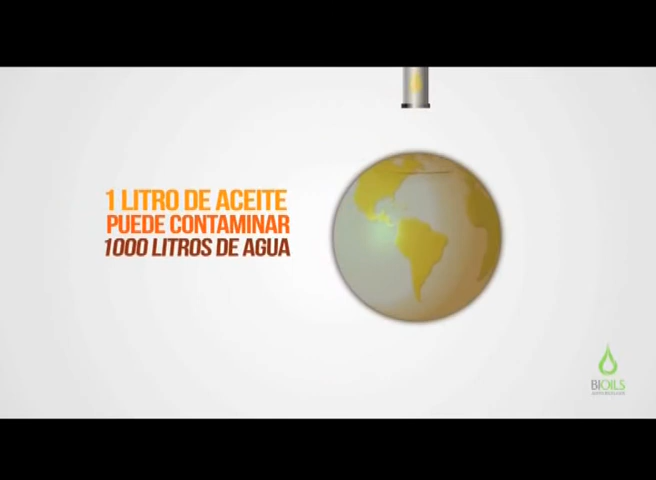 1 LITRO DE ACEITE
PUEDE CONTAMINAR
1000 LITROS DE AGUA
BIOILS